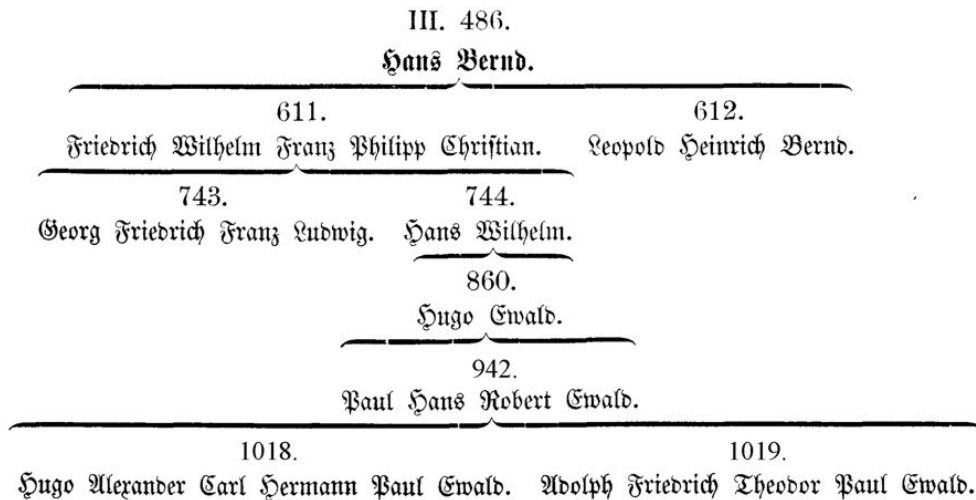 III. 486.
Hans Bernd.
611. 612.
Friedrich Wilhelm Franz Philipp Christian. Leopold Heinrich Bernd.
743. 744.
Georg Friedrich Franz Ludwig. Hans Wilhelm.
860.
Hugo Ewald.
942.
Paul Hans Robert Ewald.
1018. 1019.
Hugo Alexander Carl Hermann Paul Ewald. Adolph Friedrich Theodor Paul Ewald.